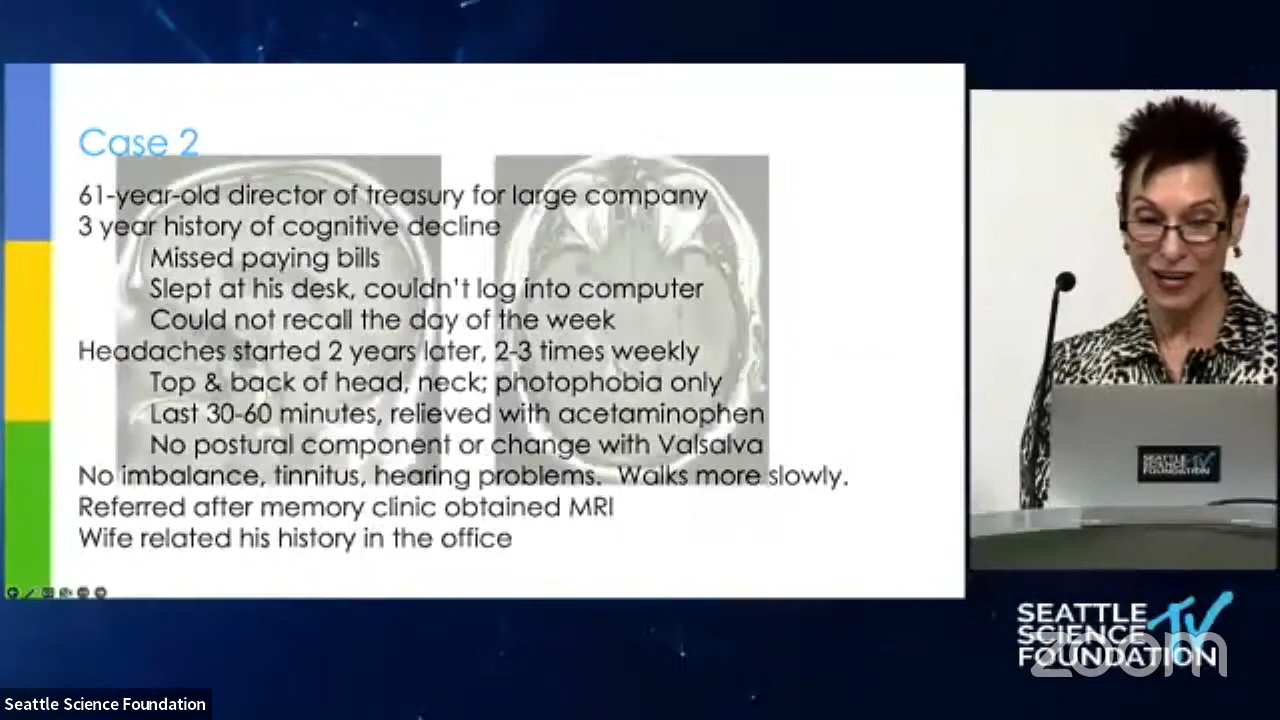 Case 2
61-year-old director of treasury for large company
3 year history of cognitive decline
Missed paying bills
Slept at his desk, couldn't log into computer
Could not recall the day of the week
Headaches started 2 years later, 2-3 times weekly
Top & back of head, neck; photophobia only
Last 30-60 minutes, relieved with acetaminophen
No postural component or change with Valsalva
No imbalance, tinnitus, hearing problems. Walks more slowly.
Referred after memory clinic obtained MRI
Wife related his history in the office
SEATTLE
SCIENCE TV
FOUNDATION
SEATTLE
SCIENCE TV
FOUNDATION
zoom
Seattle Science Foundation